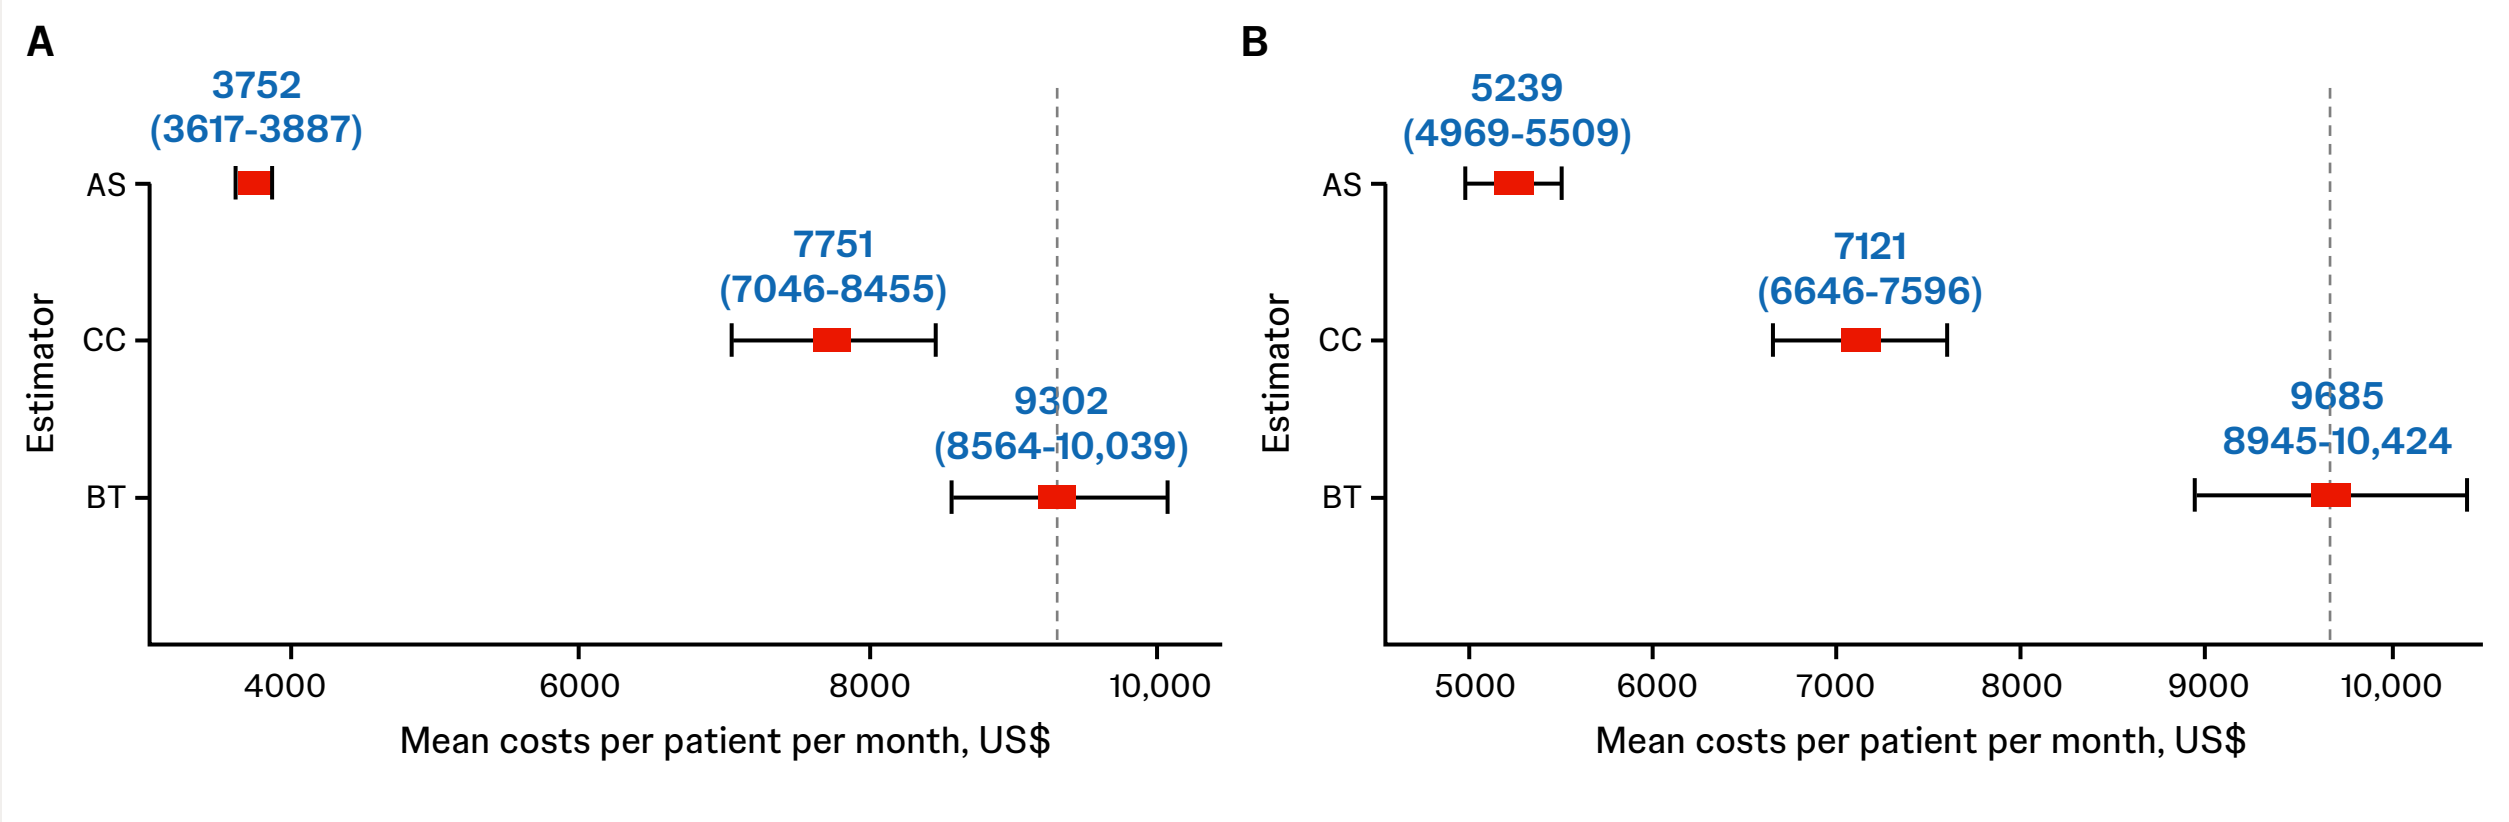 A
3752
(3617-3887)
AS
7751
(7046-8455)
CC
9302
(8564-10,039)
BT
Estimator
4000
6000
8000
10,000
Mean costs per patient per month, US$
B
5239
(4969-5509)
AS
7121
(6646-7596)
CC
9685
8945-10,424
BT
Estimator
5000
6000
7000
8000
9000
10,000
Mean costs per patient per month, US$